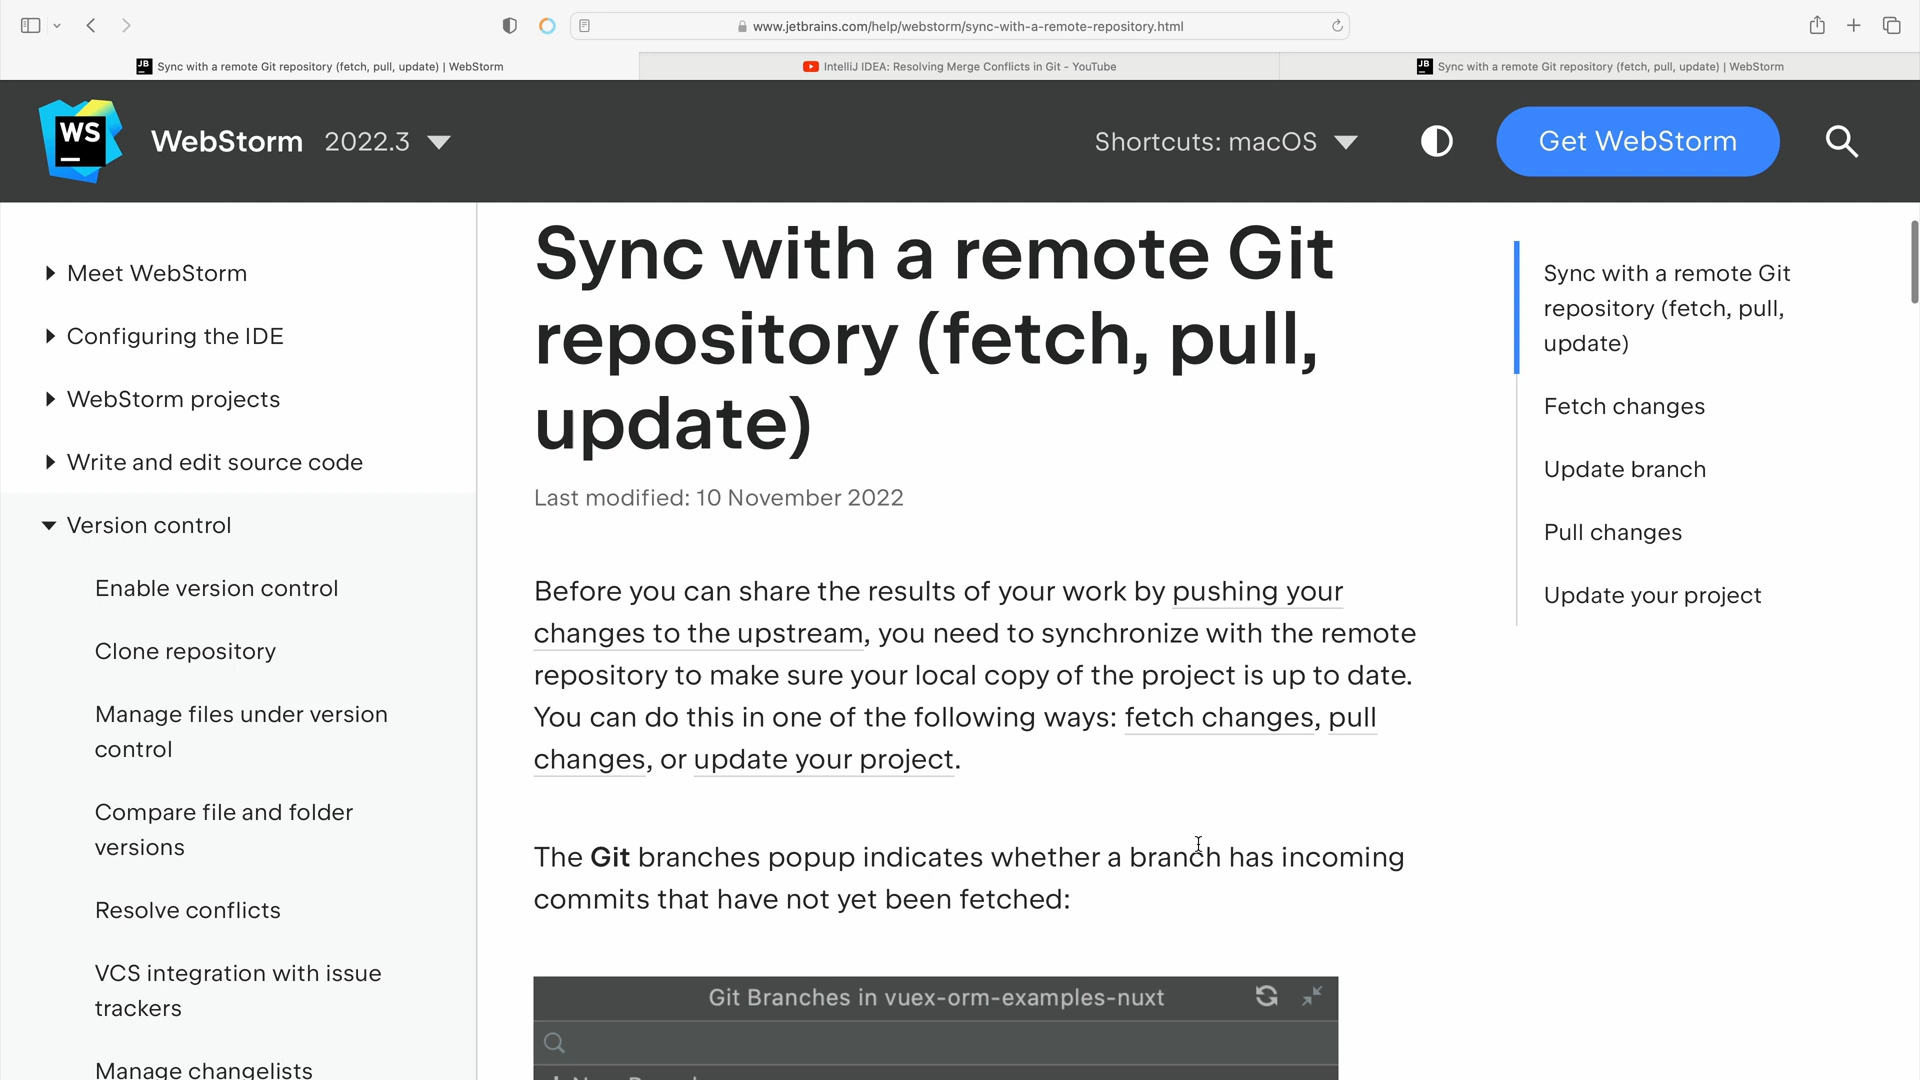 www.jetbrains.com/help/webstorm/sync-with-a-remote-repository.html
JB Sync with a remote Git repository (fetch, pull, update) | WebStorm
IntelliJ IDEA: Resolving Merge Conflicts in Git - YouTube
JB Sync with a remote Git repository (fetch, pull, update) | WebStorm
WS
WebStorm 2022.3
Shortcuts: macOS
Get WebStorm
Meet WebStorm
Configuring the IDE
WebStorm projects
Write and edit source code
Version control
Enable version control
Clone repository
Manage files under version
control
Compare file and folder
versions
Resolve conflicts
VCS integration with issue
trackers
Manage changelists
Sync with a remote Git
repository (fetch, pull,
update)
Last modified: 10 November 2022
Before you can share the results of your work by pushing your
changes to the upstream, you need to synchronize with the remote
repository to make sure your local copy of the project is up to date.
You can do this in one of the following ways: fetch changes, pull
changes, or update your project.
The Git branches popup indicates whether a branch has incoming
commits that have not yet been fetched:
Git Branches in vuex-orm-examples-nuxt
Sync with a remote Git
repository (fetch, pull,
update)
Fetch changes
Update branch
Pull changes
Update your project